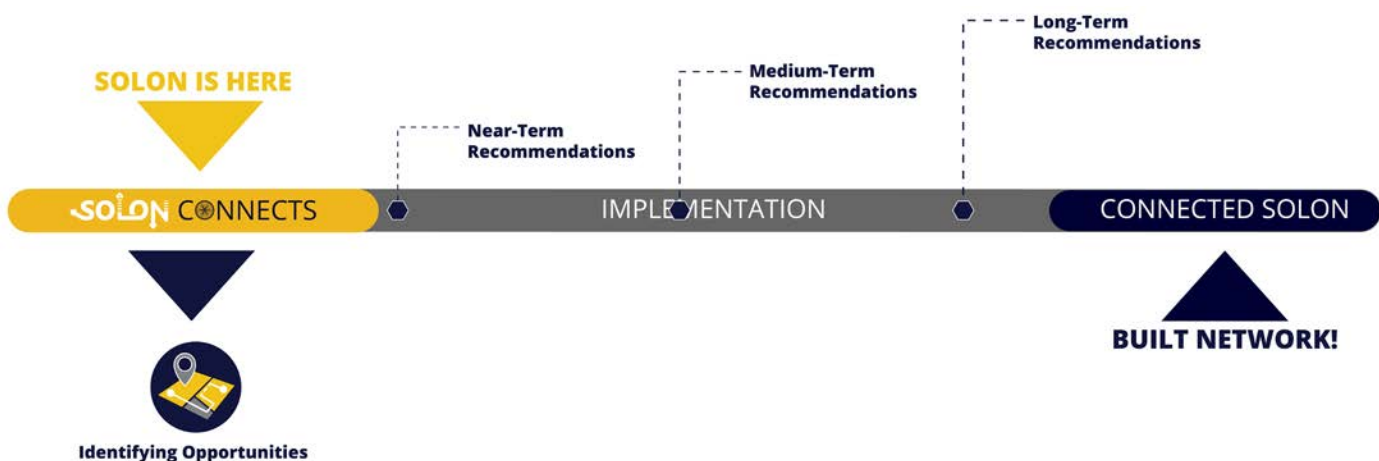 Long-Term
Recommendations
Medium-Term
Recommendations
SOLON IS HERE
Near-Term
Recommendations
SOLON CONNECTS
IMPLEMENTATION
CONNECTED SOLON
BUILT NETWORK!
Identifying Opportunities